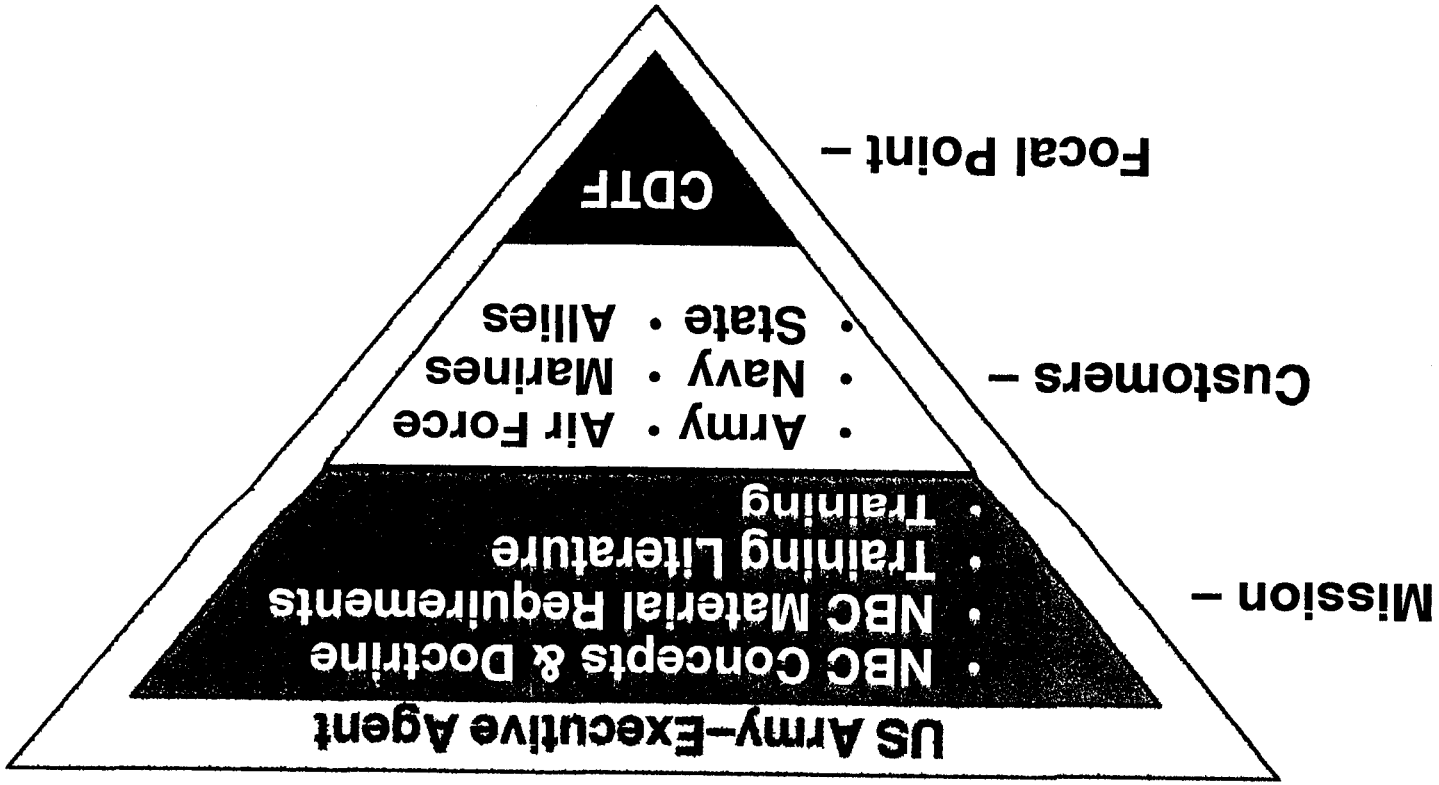 US Army–Executive Agent
Mission –
• NBC Concepts & Doctrine
• NBC Material Requirements
• Training Literature
• Training
Customers –
• Army • Air Force
• Navy • Marines
• State • Allies
Focal Point –
CDTF